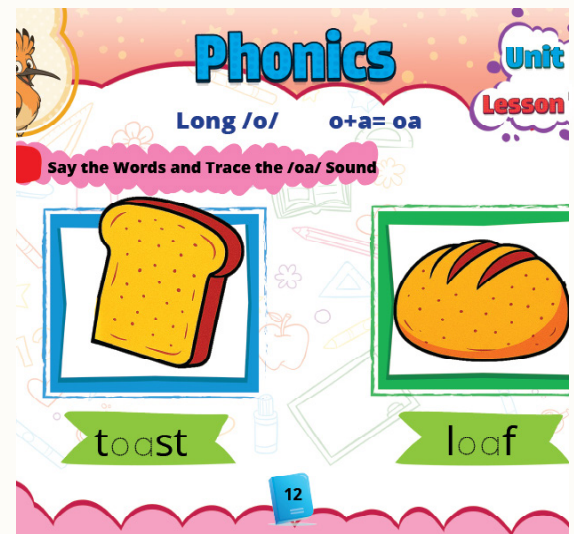 Phonics
Unit
Lesson
Long /o/ o+a= oa
Say the Words and Trace the /oa/ Sound
toast
loaf
12